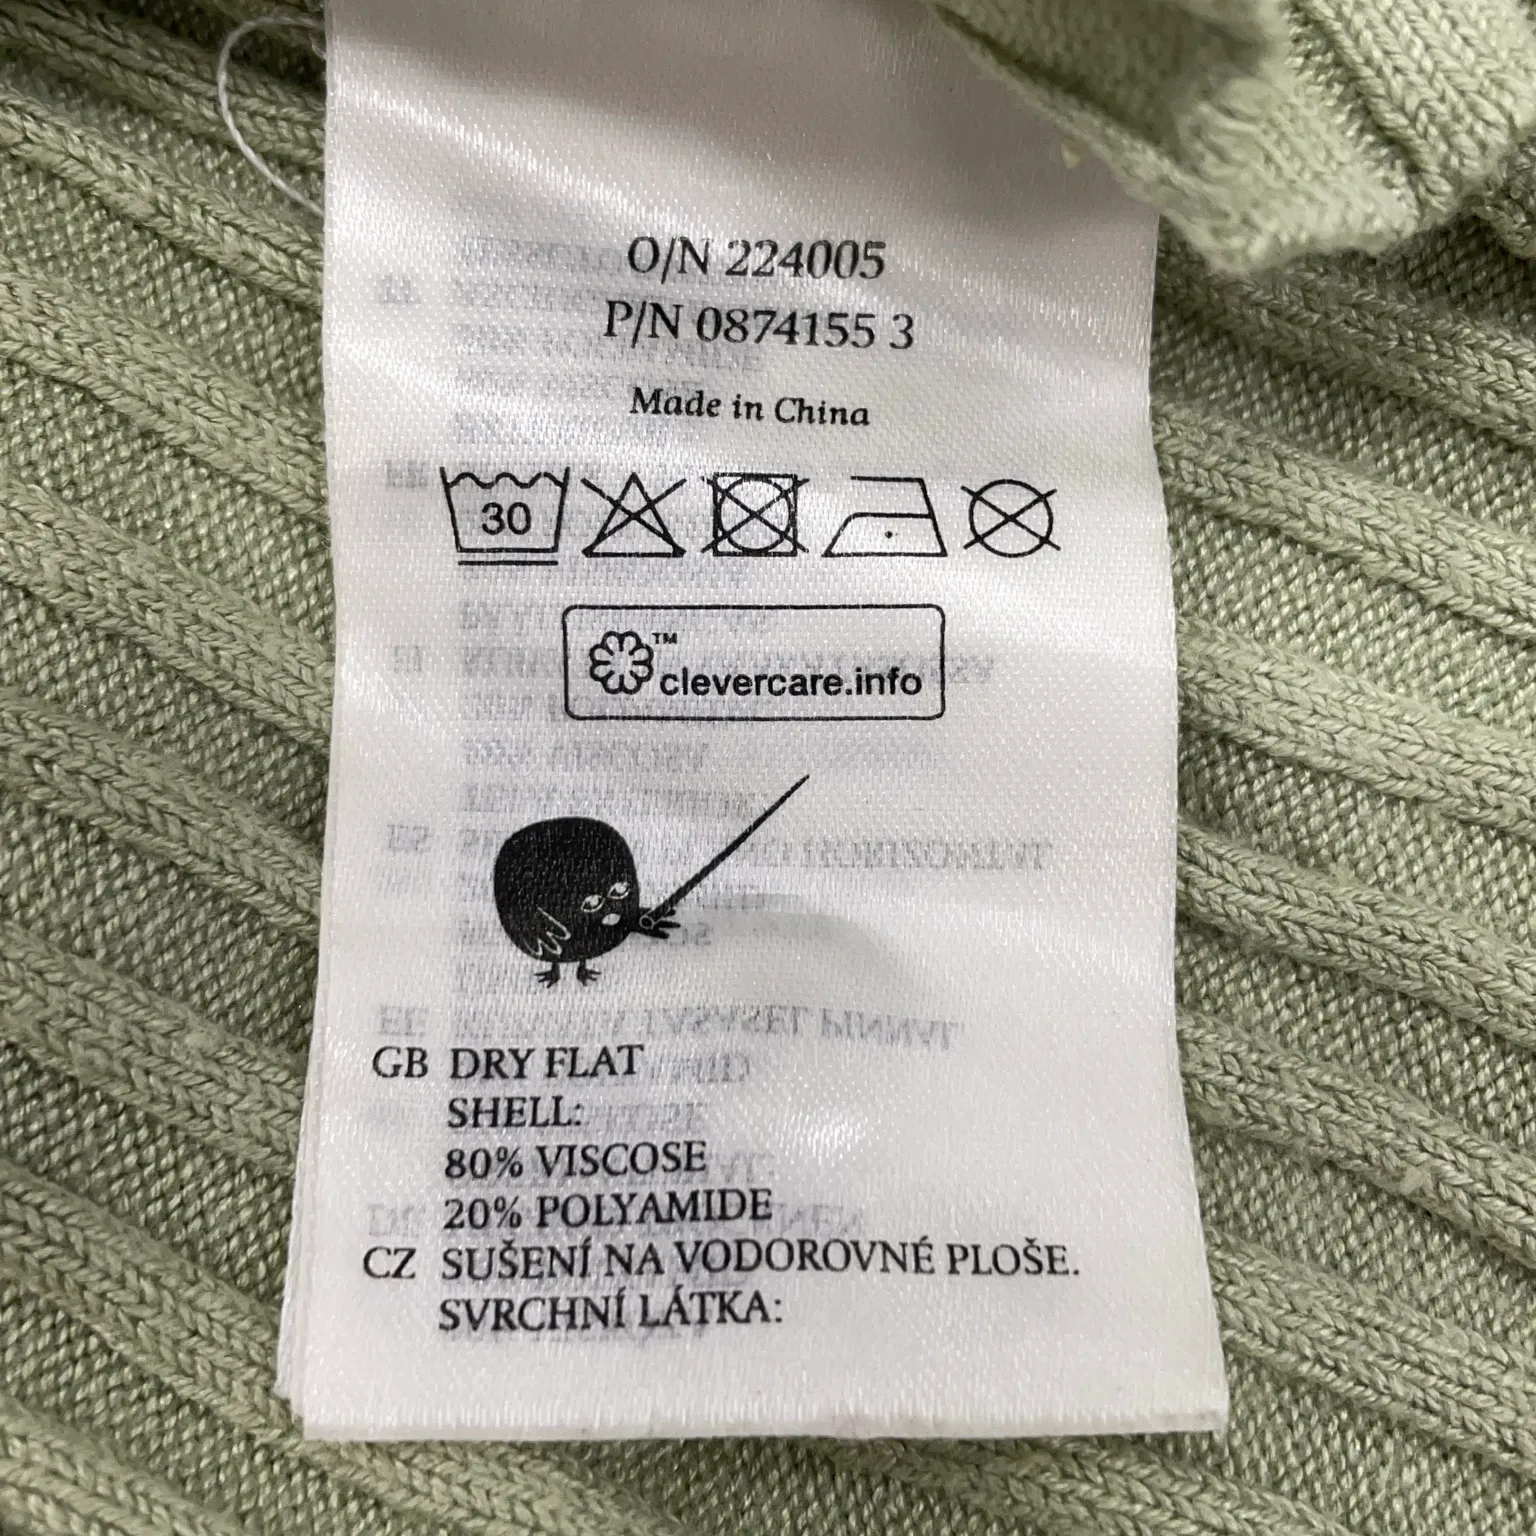 O/N 224005
P/N 0874155 3
Made in China
30
™
clevercare.info
GB DRY FLAT
SHELL:
80% VISCOSE
20% POLYAMIDE
CZ SUŠENÍ NA VODOROVNÉ PLOŠE.
SVRCHNÍ LÁTKA: